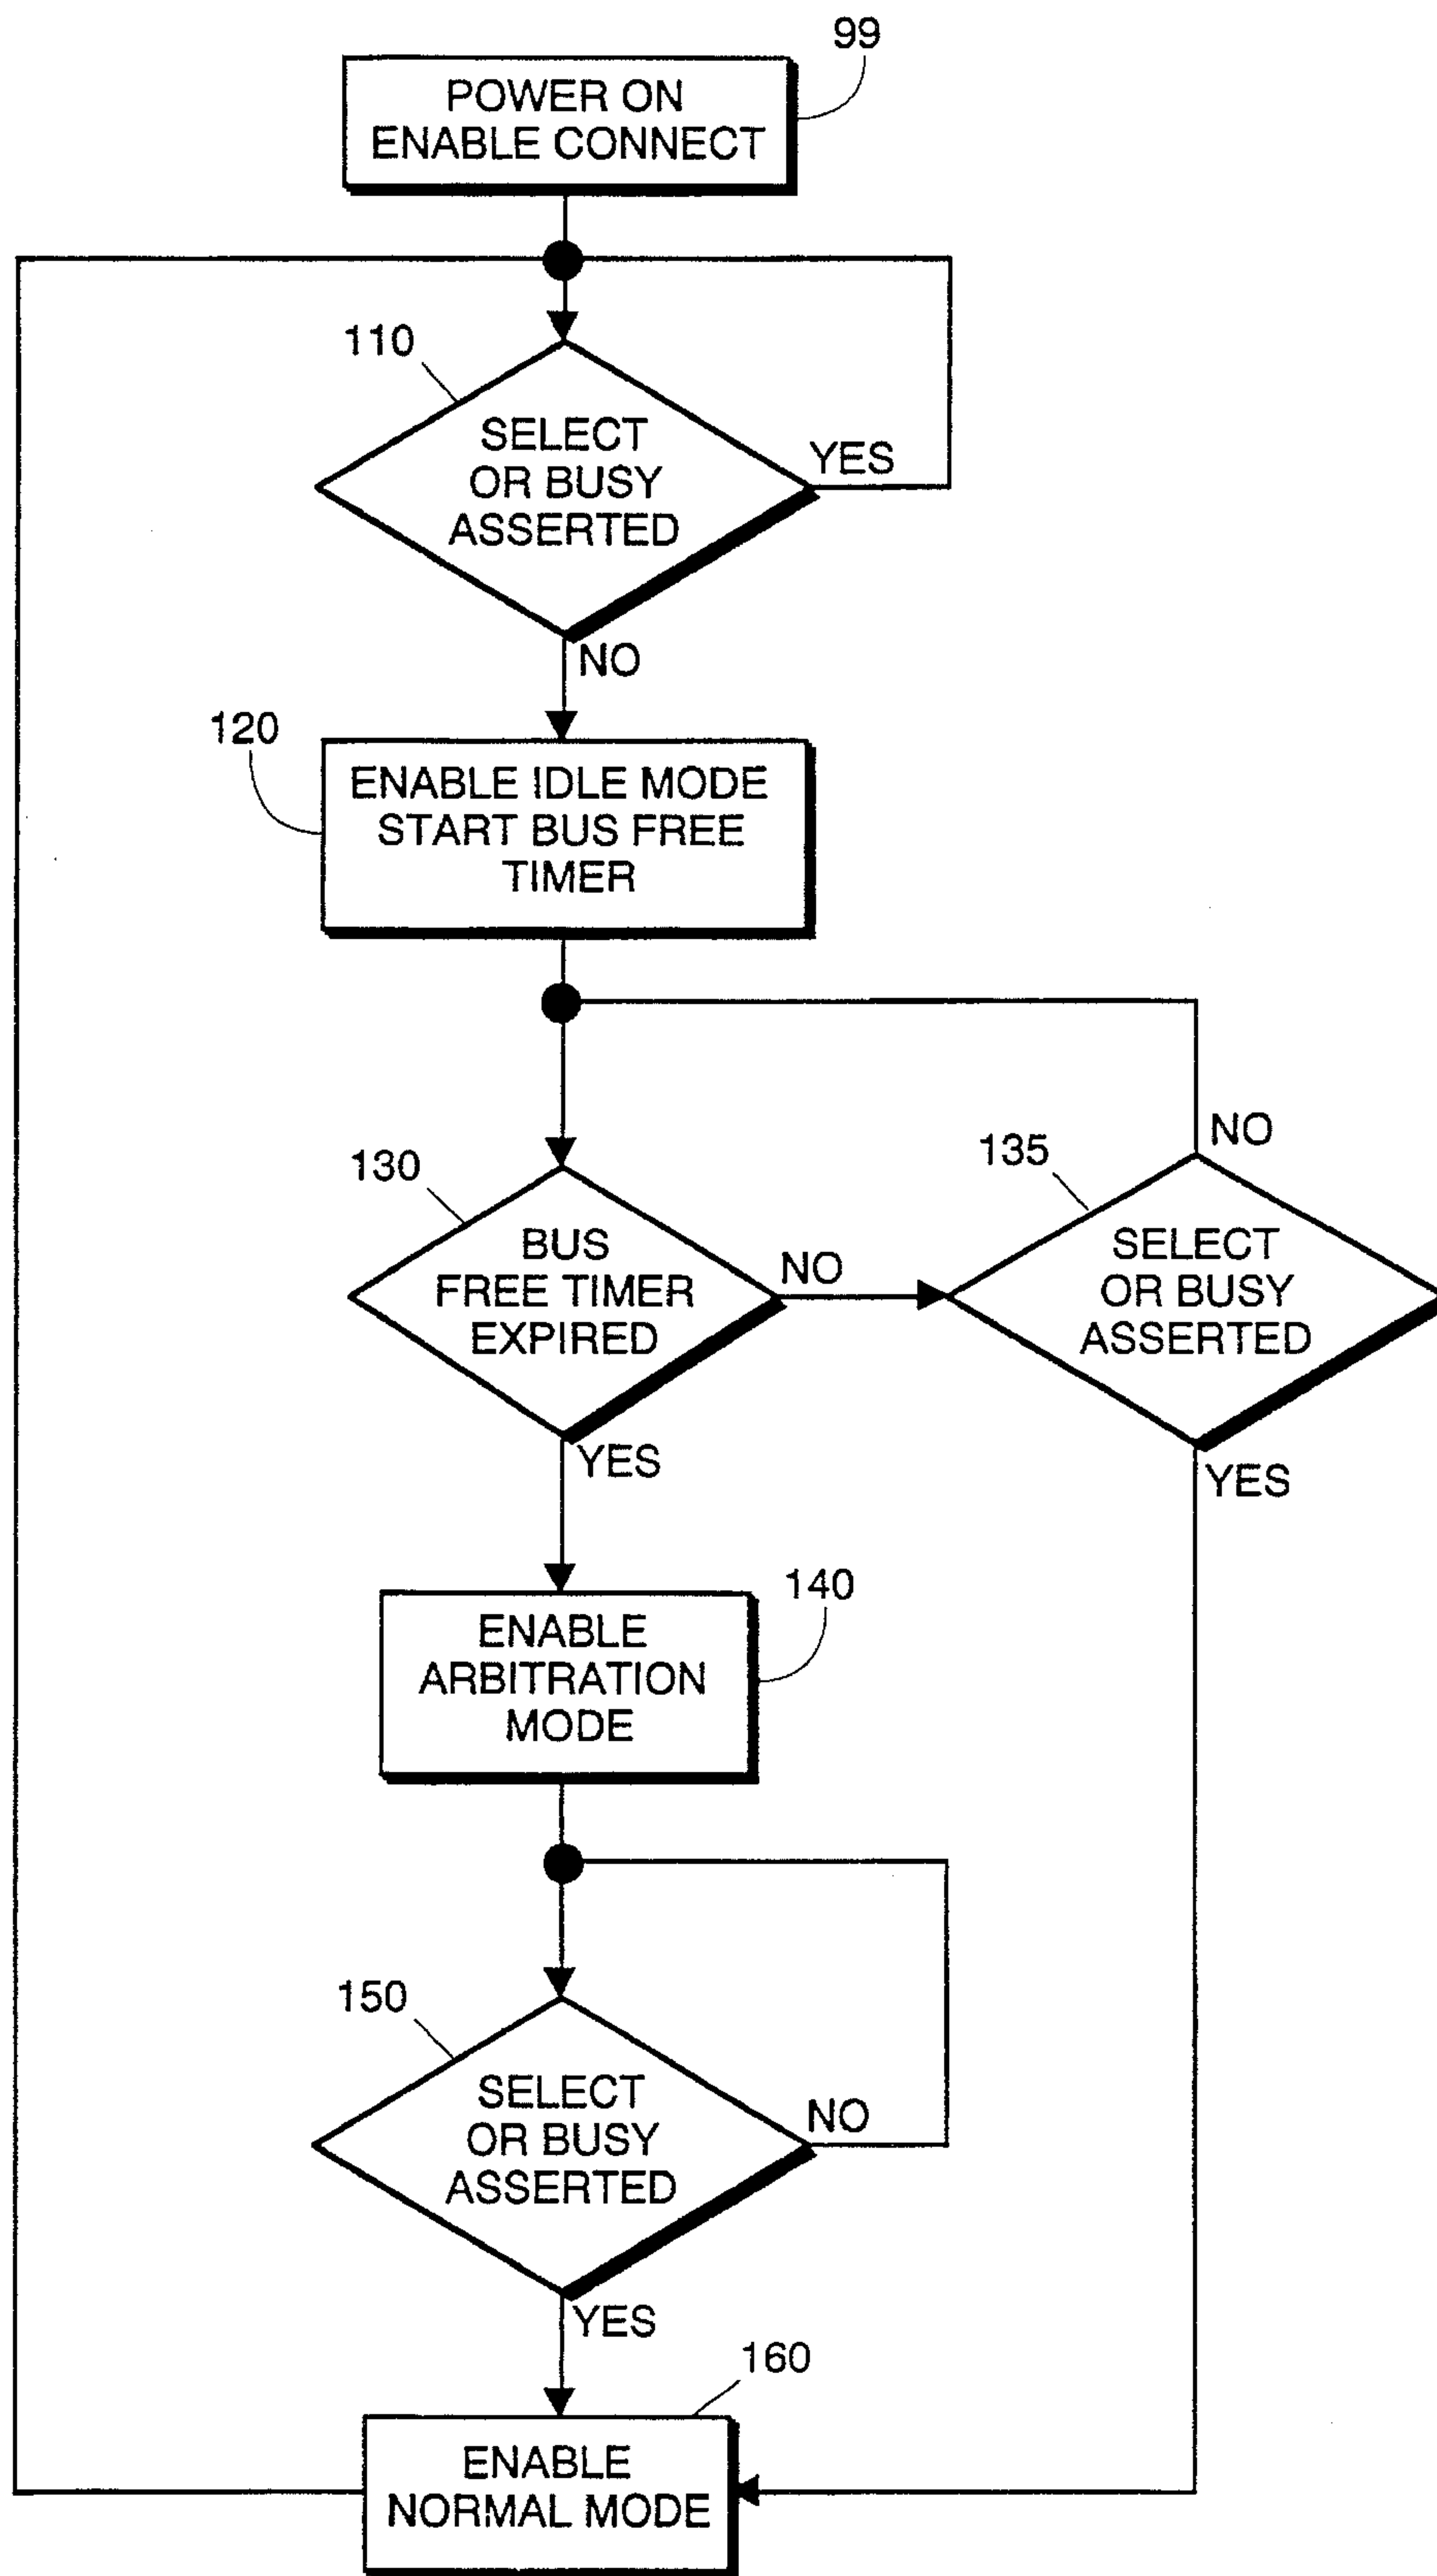 99
POWER ON
ENABLE CONNECT
110
SELECT
OR BUSY
ASSERTED
YES
NO
120
ENABLE IDLE MODE
START BUS FREE
TIMER
130
BUS
FREE TIMER
EXPIRED
NO
YES
135
NO
SELECT
OR BUSY
ASSERTED
YES
140
ENABLE
ARBITRATION
MODE
150
SELECT
OR BUSY
ASSERTED
NO
YES
160
ENABLE
NORMAL MODE